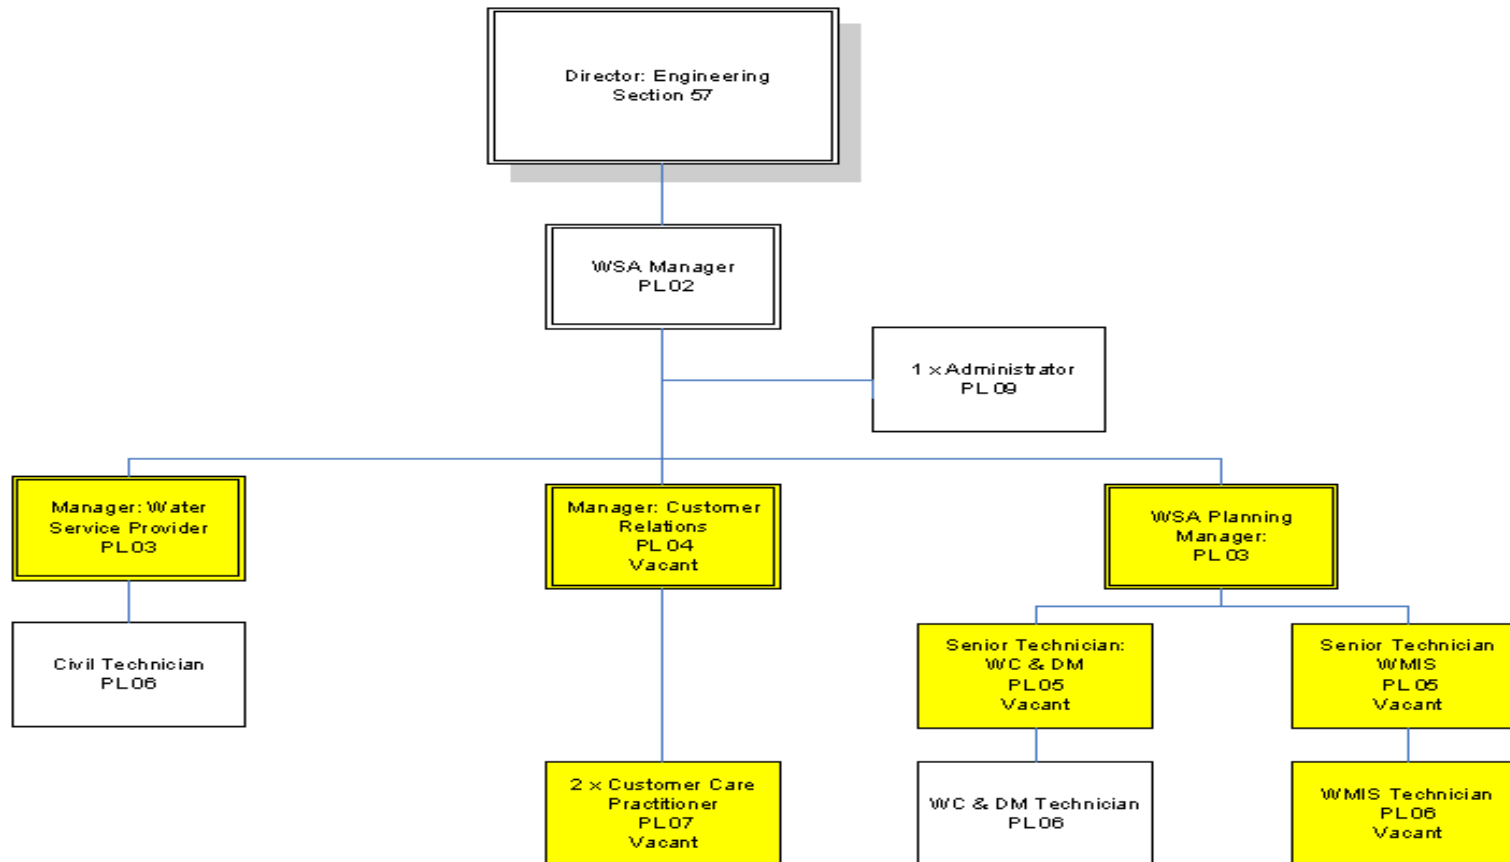 Director: Engineering
Section 57
WSA Manager
PL02
1 x Administrator
PL 09
Manager: Water
Service Provider
PL03
Manager: Customer
Relations
PL 04
Vacant
WSA Planning
Manager:
PL 03
Civil Technician
PL06
Senior Technician:
WC & DM
PL05
Vacant
Senior Technician
WMIS
PL 05
Vacant
2 x Customer Care
Practitioner
PL07
Vacant
WC & DM Technician
PL06
WMIS Technician
PL06
Vacant